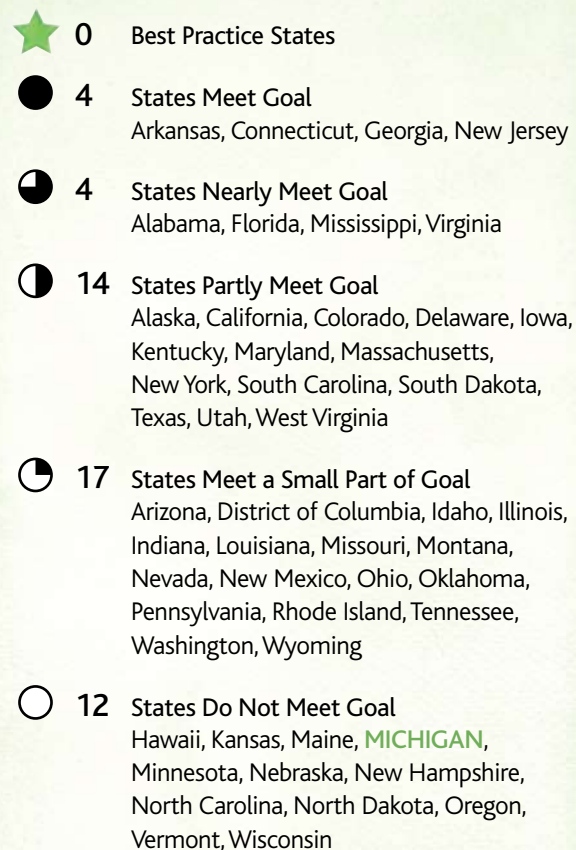 0 Best Practice States
4 States Meet Goal
Arkansas, Connecticut, Georgia, New Jersey
4 States Nearly Meet Goal
Alabama, Florida, Mississippi, Virginia
14 States Partly Meet Goal
Alaska, California, Colorado, Delaware, Iowa,
Kentucky, Maryland, Massachusetts,
New York, South Carolina, South Dakota,
Texas, Utah, West Virginia
17 States Meet a Small Part of Goal
Arizona, District of Columbia, Idaho, Illinois,
Indiana, Louisiana, Missouri, Montana,
Nevada, New Mexico, Ohio, Oklahoma,
Pennsylvania, Rhode Island, Tennessee,
Washington, Wyoming
12 States Do Not Meet Goal
Hawaii, Kansas, Maine, MICHIGAN,
Minnesota, Nebraska, New Hampshire,
North Carolina, North Dakota, Oregon,
Vermont, Wisconsin